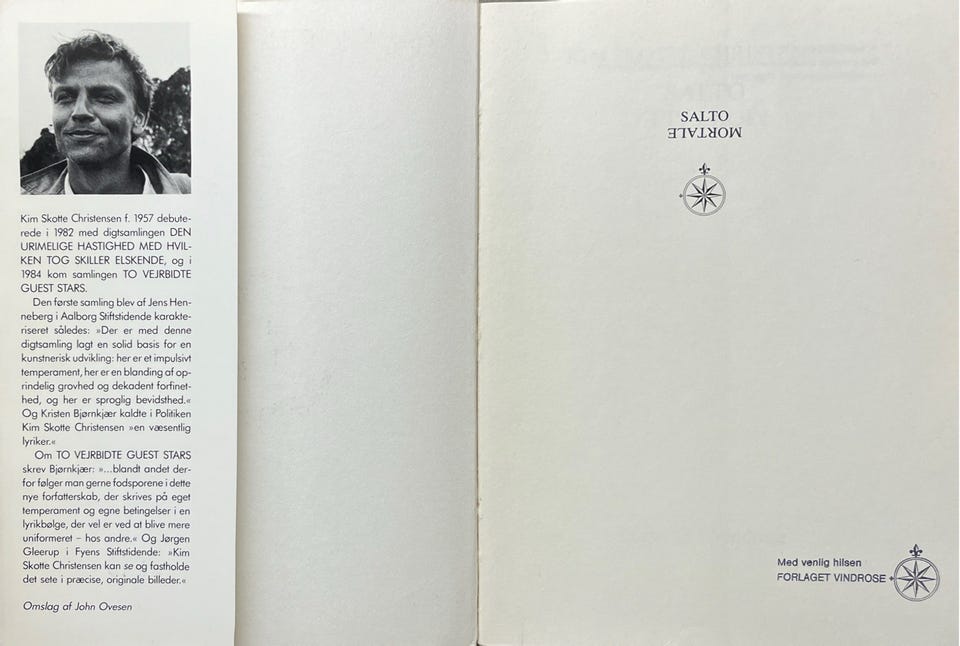 Kim Skotte Christensen f. 1957 debute-
rede i 1982 med digtsamlingen DEN
URIMELIGE HASTIGHED MED HVIL-
KEN TOG SKILLER ELSKENDE, og i
1984 kom samlingen TO VEJRBIDTE
GUEST STARS.
Den første samling blev af Jens Hen-
neberg i Aalborg Stiftstidende karakte-
riseret således: »Der er med denne
digtsamling lagt en solid basis for en
kunstnerisk udvikling: her er et impulsivt
temperament, her er en blanding af op-
rindelig grovhed og dekadent forfinet-
hed, og her er sproglig bevidsthed.«
Og Kristen Bjørnkjær kaldte i Politiken
Kim Skotte Christensen »en væsentlig
lyriker.«
Om TO VEJRBIDTE GUEST STARS
skrev Bjørnkjær: »...blandt andet der-
for følger man gerne fodsporene i dette
nye forfatterskab, der skrives på eget
temperament og egne betingelser i en
lyrikbølge, der vel er ved at blive mere
uniformeret – hos andre.« Og Jørgen
Gleerup i Fyens Stiftstidende: »Kim
Skotte Christensen kan se og fastholde
det sete i præcise, originale billeder.«
Omslag af John Ovesen
SALTO
MORTALE
Med venlig hilsen
FORLAGET VINDROSE